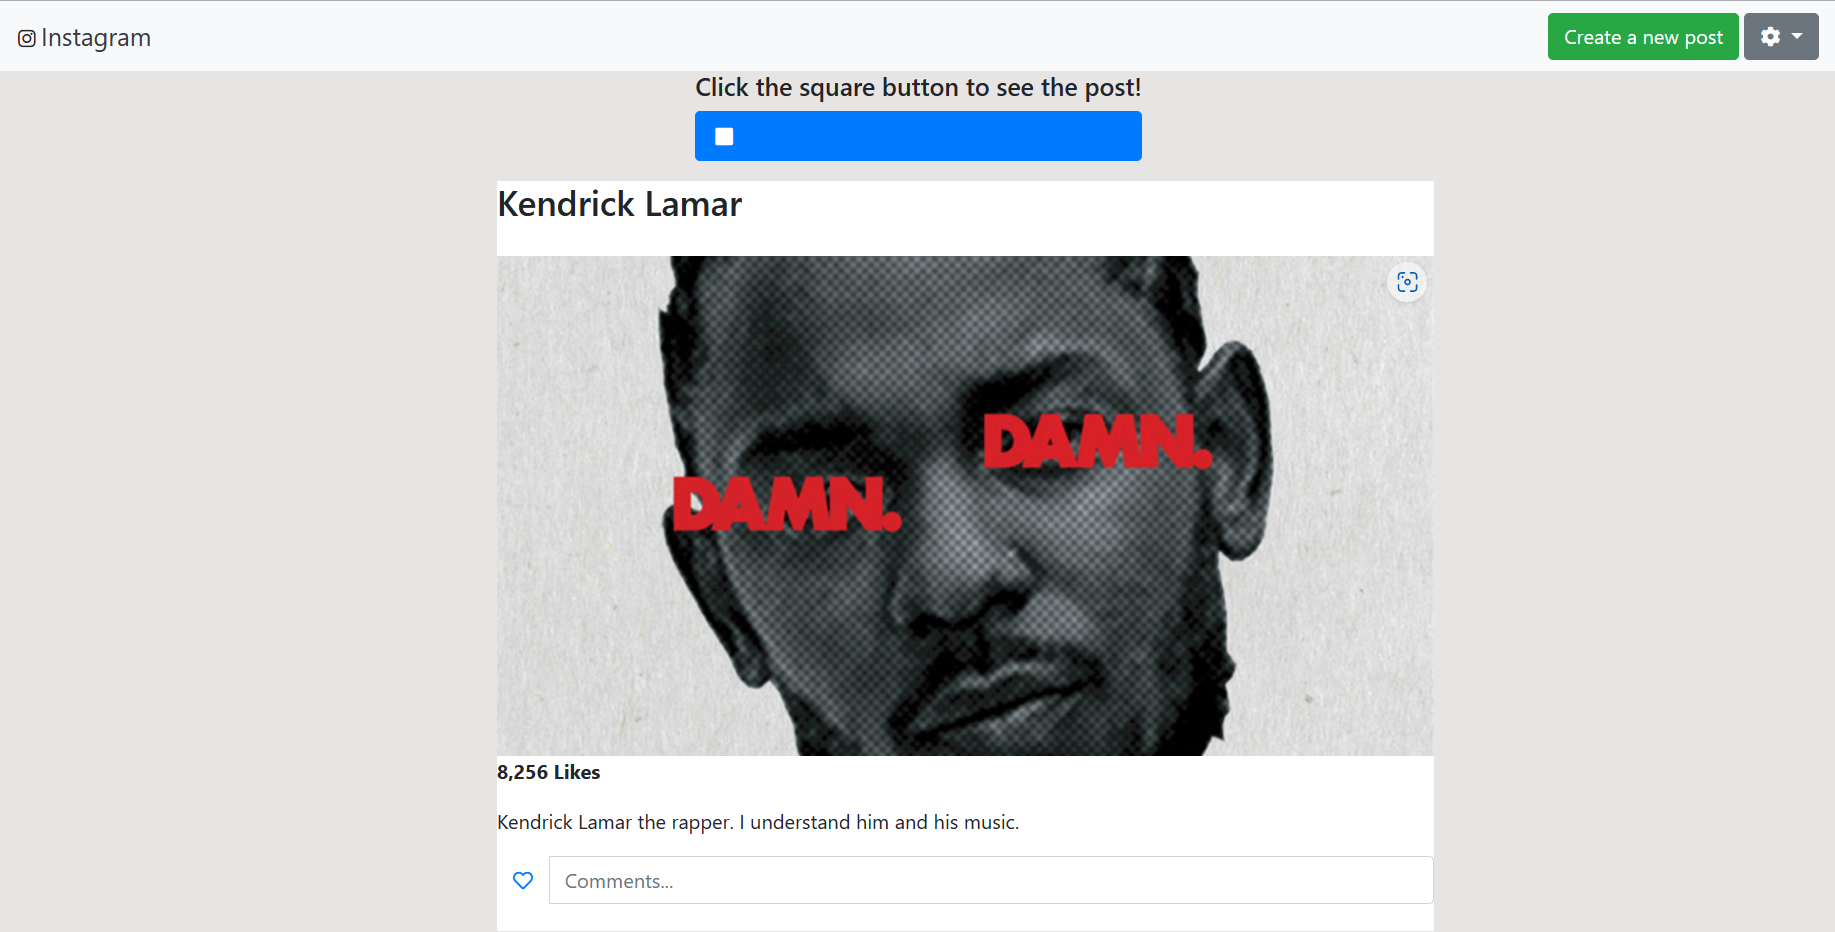 Instagram
Create a new post
Click the square button to see the post!
Kendrick Lamar
DAMN.
DAMN.
8,256 Likes
Kendrick Lamar the rapper. I understand him and his music.
Comments...